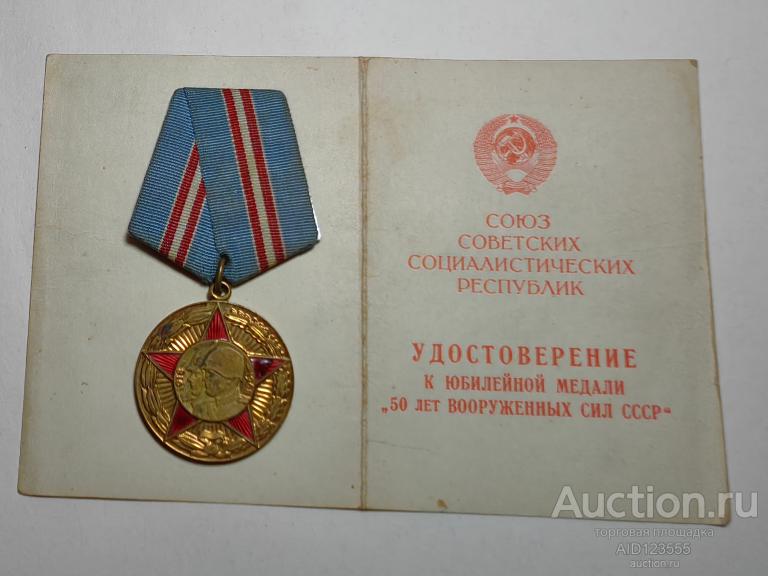 СОЮЗ
СОВЕТСКИХ
СОЦИАЛИСТИЧЕСКИХ
РЕСПУБЛИК
УДОСТОВЕРЕНИЕ
К ЮБИЛЕЙНОЙ МЕДАЛИ
„50 ЛЕТ ВООРУЖЕННЫХ СИЛ СССР“
Auction.ru
торговая площадка
AID123555
auction.ru